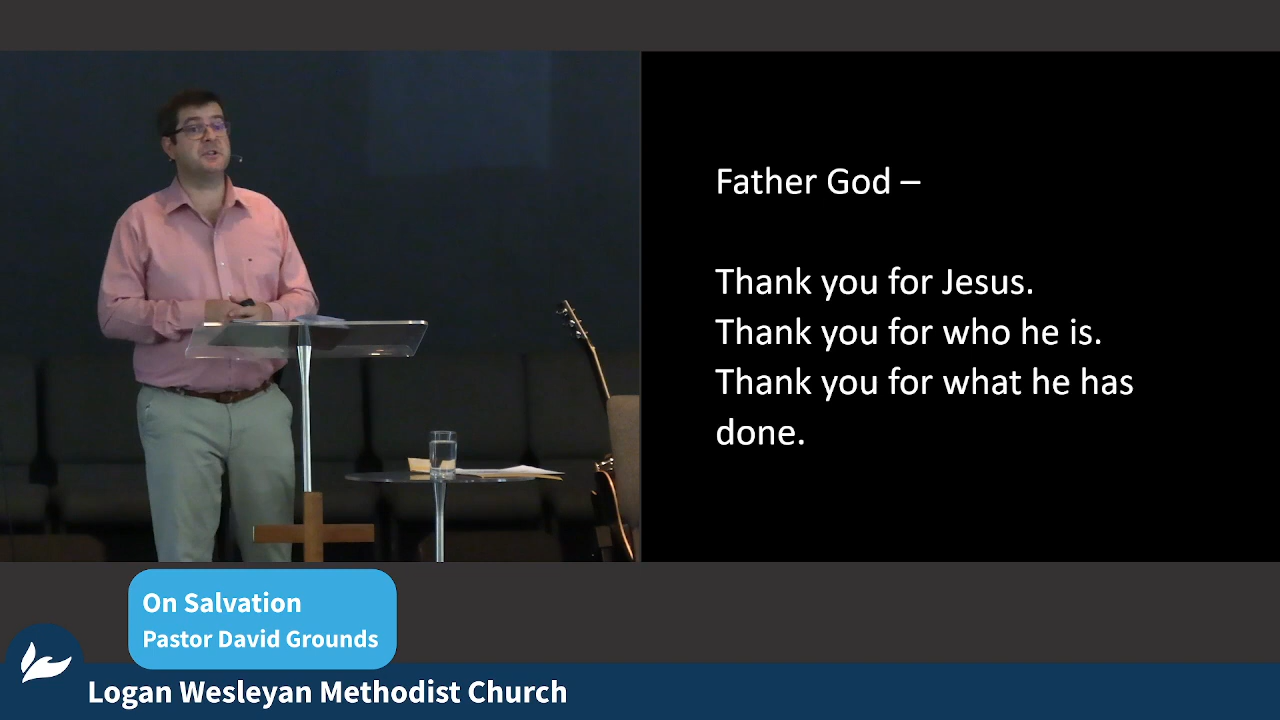 Father God –
Thank you for Jesus.
Thank you for who he is.
Thank you for what he has
done.
On Salvation
Pastor David Grounds
Logan Wesleyan Methodist Church